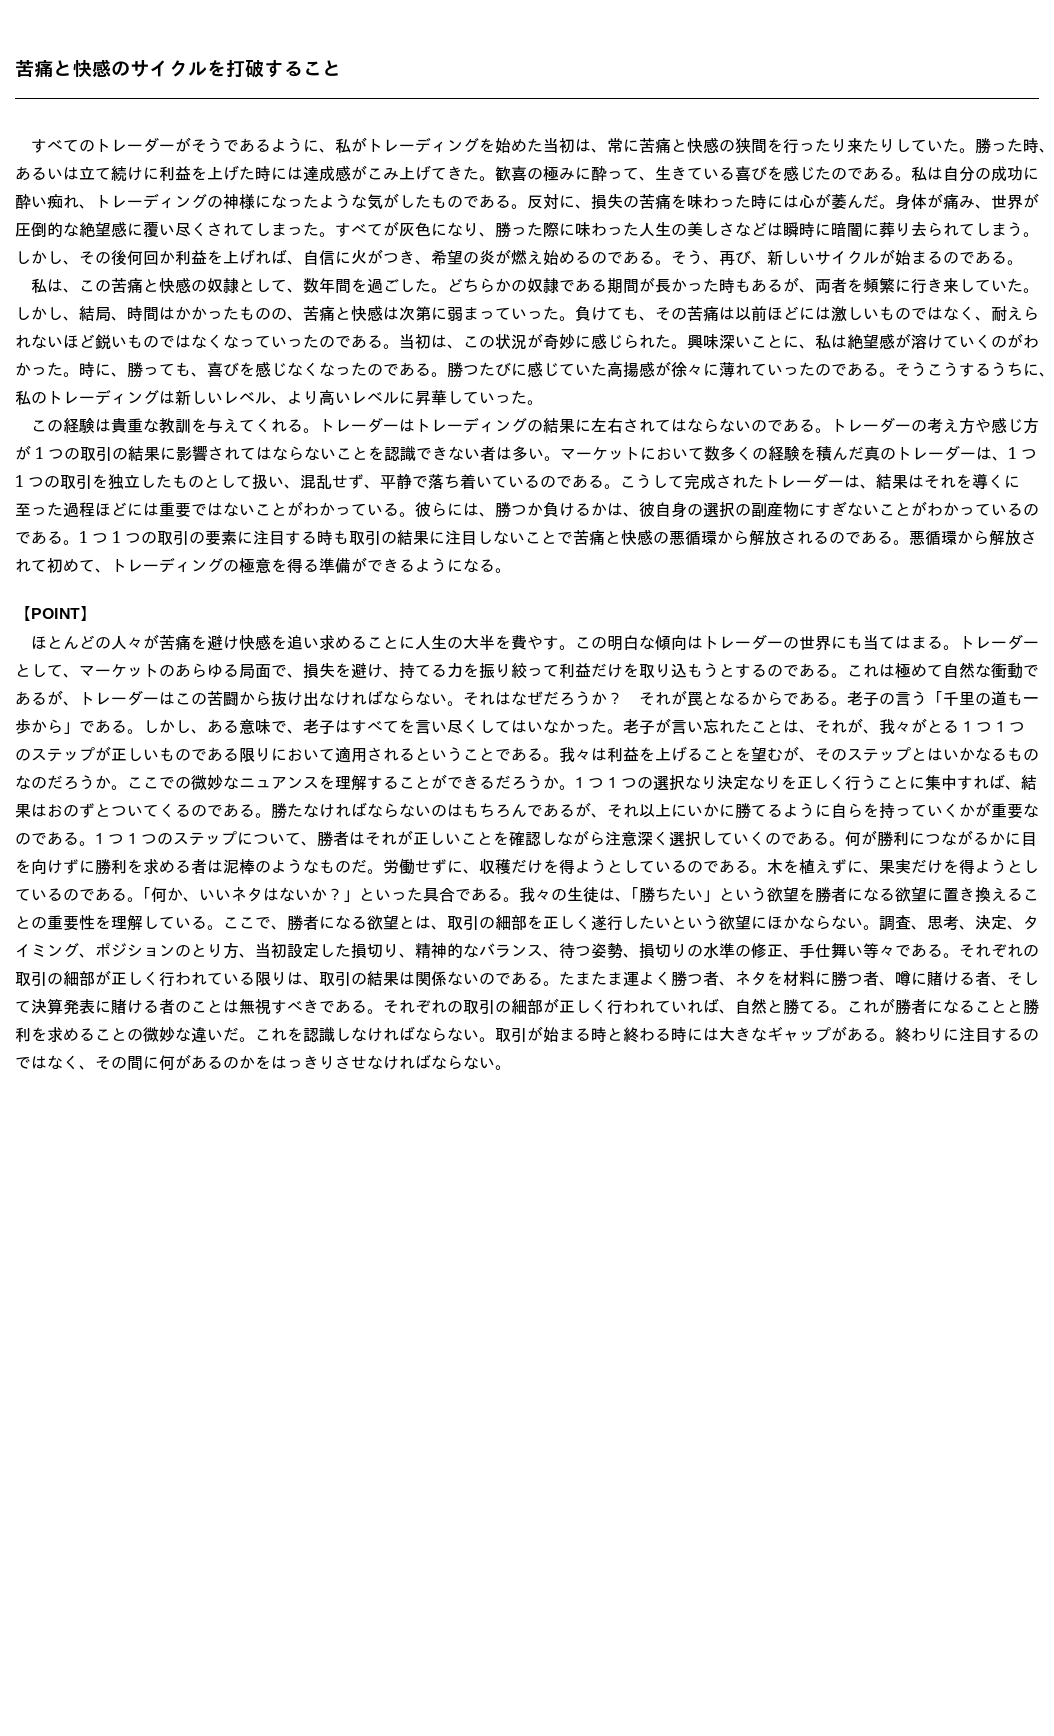 苦痛と快感のサイクルを打破すること
　すべてのトレーダーがそうであるように、私がトレーディングを始めた当初は、常に苦痛と快感の狭間を行ったり来たりしていた。勝った時、
あるいは立て続けに利益を上げた時には達成感がこみ上げてきた。歓喜の極みに酔って、生きている喜びを感じたのである。私は自分の成功に
酔い痴れ、トレーディングの神様になったような気がしたものである。反対に、損失の苦痛を味わった時には心が萎んだ。身体が痛み、世界が
圧倒的な絶望感に覆い尽くされてしまった。すべてが灰色になり、勝った際に味わった人生の美しさなどは瞬時に暗闇に葬り去られてしまう。
しかし、その後何回か利益を上げれば、自信に火がつき、希望の炎が燃え始めるのである。そう、再び、新しいサイクルが始まるのである。
　私は、この苦痛と快感の奴隷として、数年間を過ごした。どちらかの奴隷である期間が長かった時もあるが、両者を頻繁に行き来していた。
しかし、結局、時間はかかったものの、苦痛と快感は次第に弱まっていった。負けても、その苦痛は以前ほどには激しいものではなく、耐えら
れないほど鋭いものではなくなっていったのである。当初は、この状況が奇妙に感じられた。興味深いことに、私は絶望感が溶けていくのがわ
かった。時に、勝っても、喜びを感じなくなったのである。勝つたびに感じていた高揚感が徐々に薄れていったのである。そうこうするうちに、
私のトレーディングは新しいレベル、より高いレベルに昇華していった。
　この経験は貴重な教訓を与えてくれる。トレーダーはトレーディングの結果に左右されてはならないのである。トレーダーの考え方や感じ方
が１つの取引の結果に影響されてはならないことを認識できない者は多い。マーケットにおいて数多くの経験を積んだ真のトレーダーは、１つ
１つの取引を独立したものとして扱い、混乱せず、平静で落ち着いているのである。こうして完成されたトレーダーは、結果はそれを導くに
至った過程ほどには重要ではないことがわかっている。彼らには、勝つか負けるかは、彼自身の選択の副産物にすぎないことがわかっているの
である。１つ１つの取引の要素に注目する時も取引の結果に注目しないことで苦痛と快感の悪循環から解放されるのである。悪循環から解放さ
れて初めて、トレーディングの極意を得る準備ができるようになる。
【POINT】
　ほとんどの人々が苦痛を避け快感を追い求めることに人生の大半を費やす。この明白な傾向はトレーダーの世界にも当てはまる。トレーダー
として、マーケットのあらゆる局面で、損失を避け、持てる力を振り絞って利益だけを取り込もうとするのである。これは極めて自然な衝動で
あるが、トレーダーはこの苦闘から抜け出なければならない。それはなぜだろうか？　それが罠となるからである。老子の言う「千里の道も一
歩から」である。しかし、ある意味で、老子はすべてを言い尽くしてはいなかった。老子が言い忘れたことは、それが、我々がとる１つ１つ
のステップが正しいものである限りにおいて適用されるということである。我々は利益を上げることを望むが、そのステップとはいかなるもの
なのだろうか。ここでの微妙なニュアンスを理解することができるだろうか。１つ１つの選択なり決定なりを正しく行うことに集中すれば、結
果はおのずとついてくるのである。勝たなければならないのはもちろんであるが、それ以上にいかに勝てるように自らを持っていくかが重要な
のである。１つ１つのステップについて、勝者はそれが正しいことを確認しながら注意深く選択していくのである。何が勝利につながるかに目
を向けずに勝利を求める者は泥棒のようなものだ。労働せずに、収穫だけを得ようとしているのである。木を植えずに、果実だけを得ようとし
ているのである。「何か、いいネタはないか？」といった具合である。我々の生徒は、「勝ちたい」という欲望を勝者になる欲望に置き換えるこ
との重要性を理解している。ここで、勝者になる欲望とは、取引の細部を正しく遂行したいという欲望にほかならない。調査、思考、決定、タ
イミング、ポジションのとり方、当初設定した損切り、精神的なバランス、待つ姿勢、損切りの水準の修正、手仕舞い等々である。それぞれの
取引の細部が正しく行われている限りは、取引の結果は関係ないのである。たまたま運よく勝つ者、ネタを材料に勝つ者、噂に賭ける者、そし
て決算発表に賭ける者のことは無視すべきである。それぞれの取引の細部が正しく行われていれば、自然と勝てる。これが勝者になることと勝
利を求めることの微妙な違いだ。これを認識しなければならない。取引が始まる時と終わる時には大きなギャップがある。終わりに注目するの
ではなく、その間に何があるのかをはっきりさせなければならない。